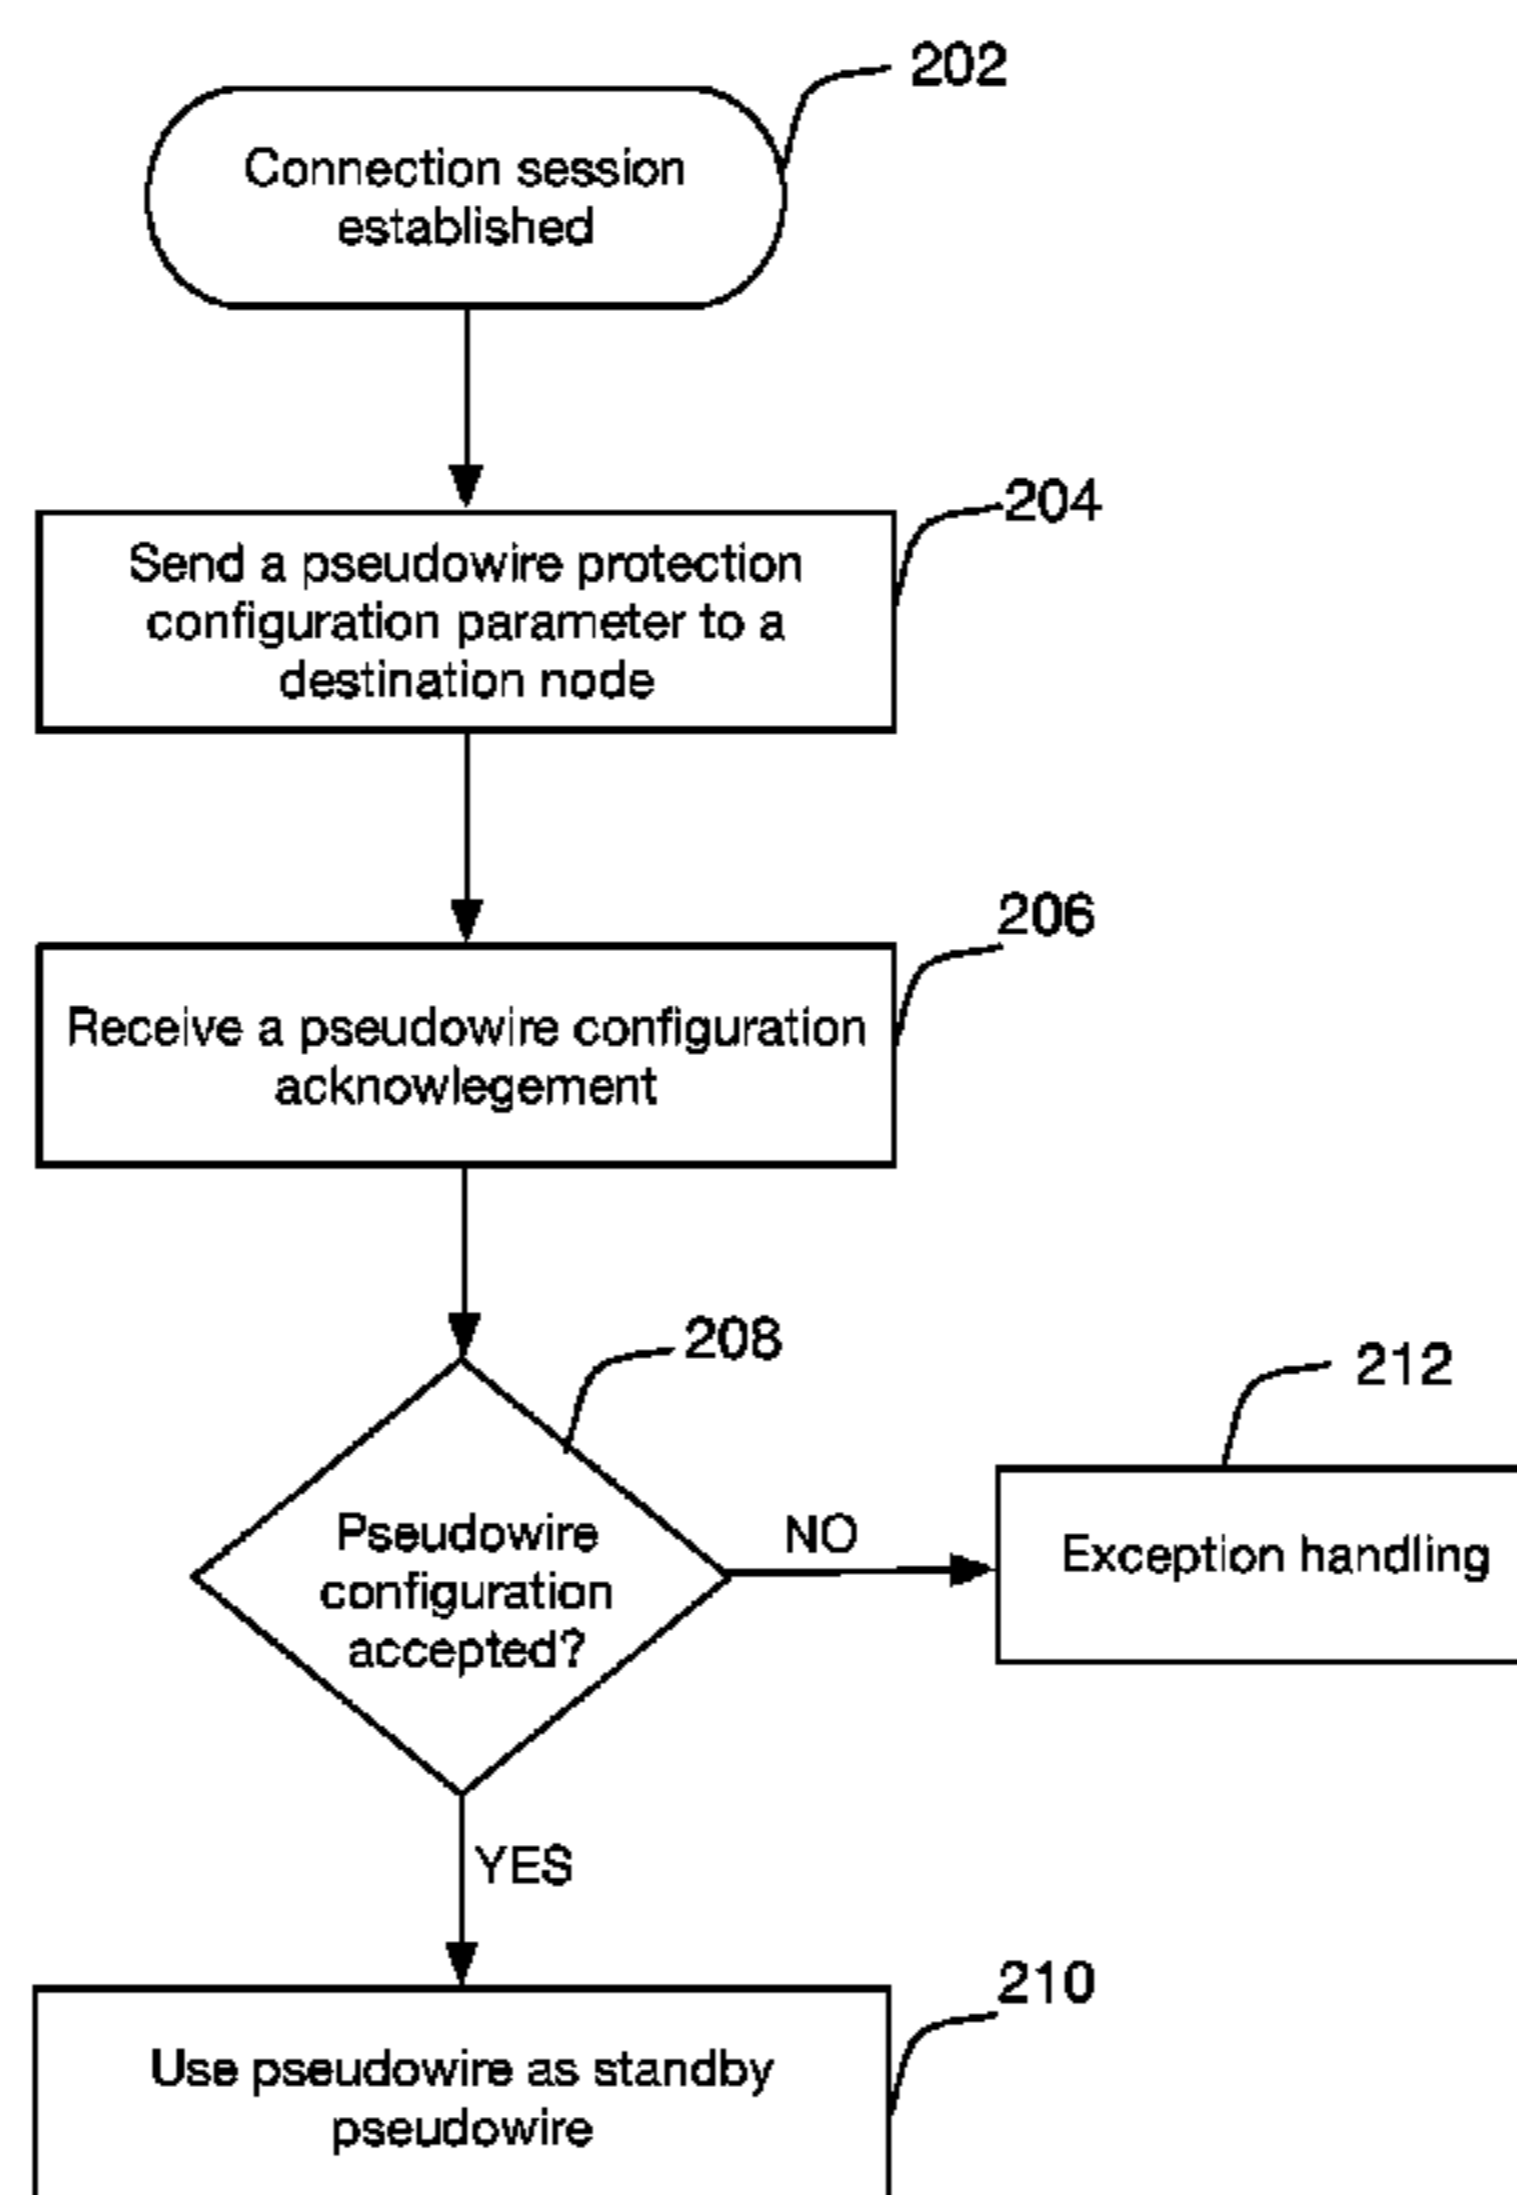 202
Connection session
established
204
Send a pseudowire protection
configuration parameter to a
destination node
206
Receive a pseudowire configuration
acknowlegement
208
212
Pseudowire
configuration
accepted?
NO
Exception handling
YES
210
Use pseudowire as standby
pseudowire